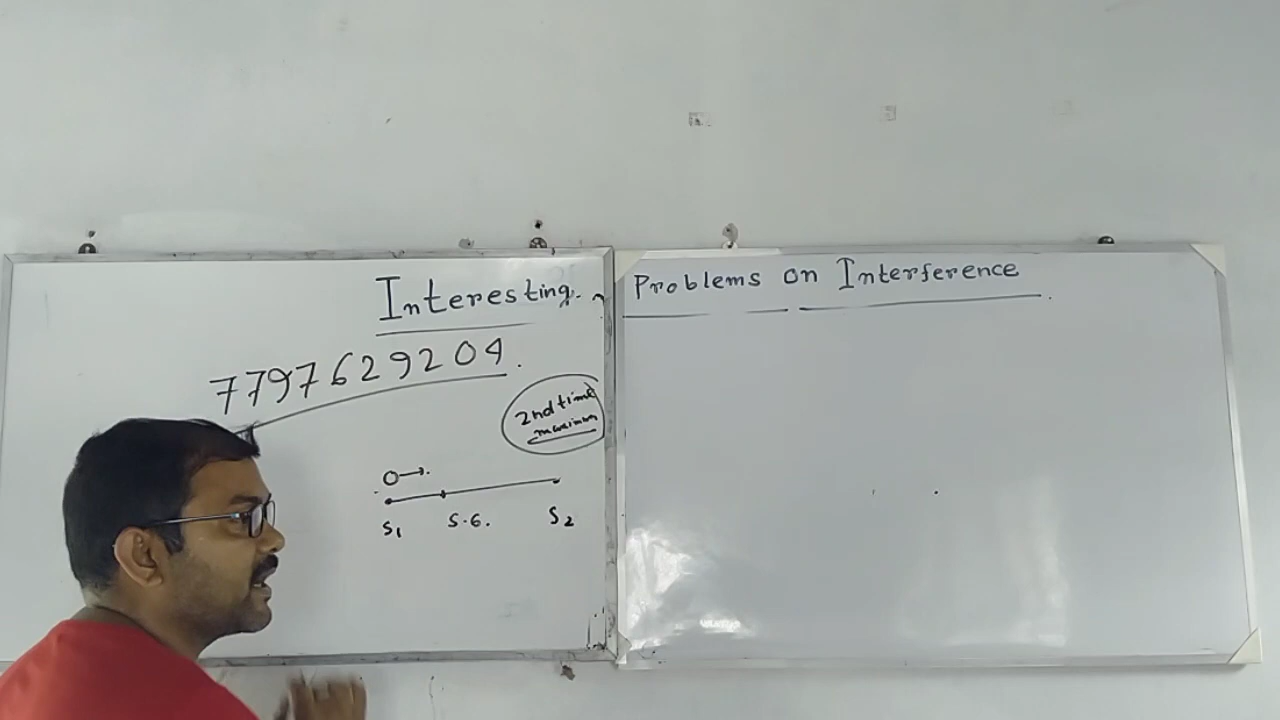 Interesting.
Problems on Interference.
7797629204.
2nd time
maximum
O→.
S1 S.G. S2